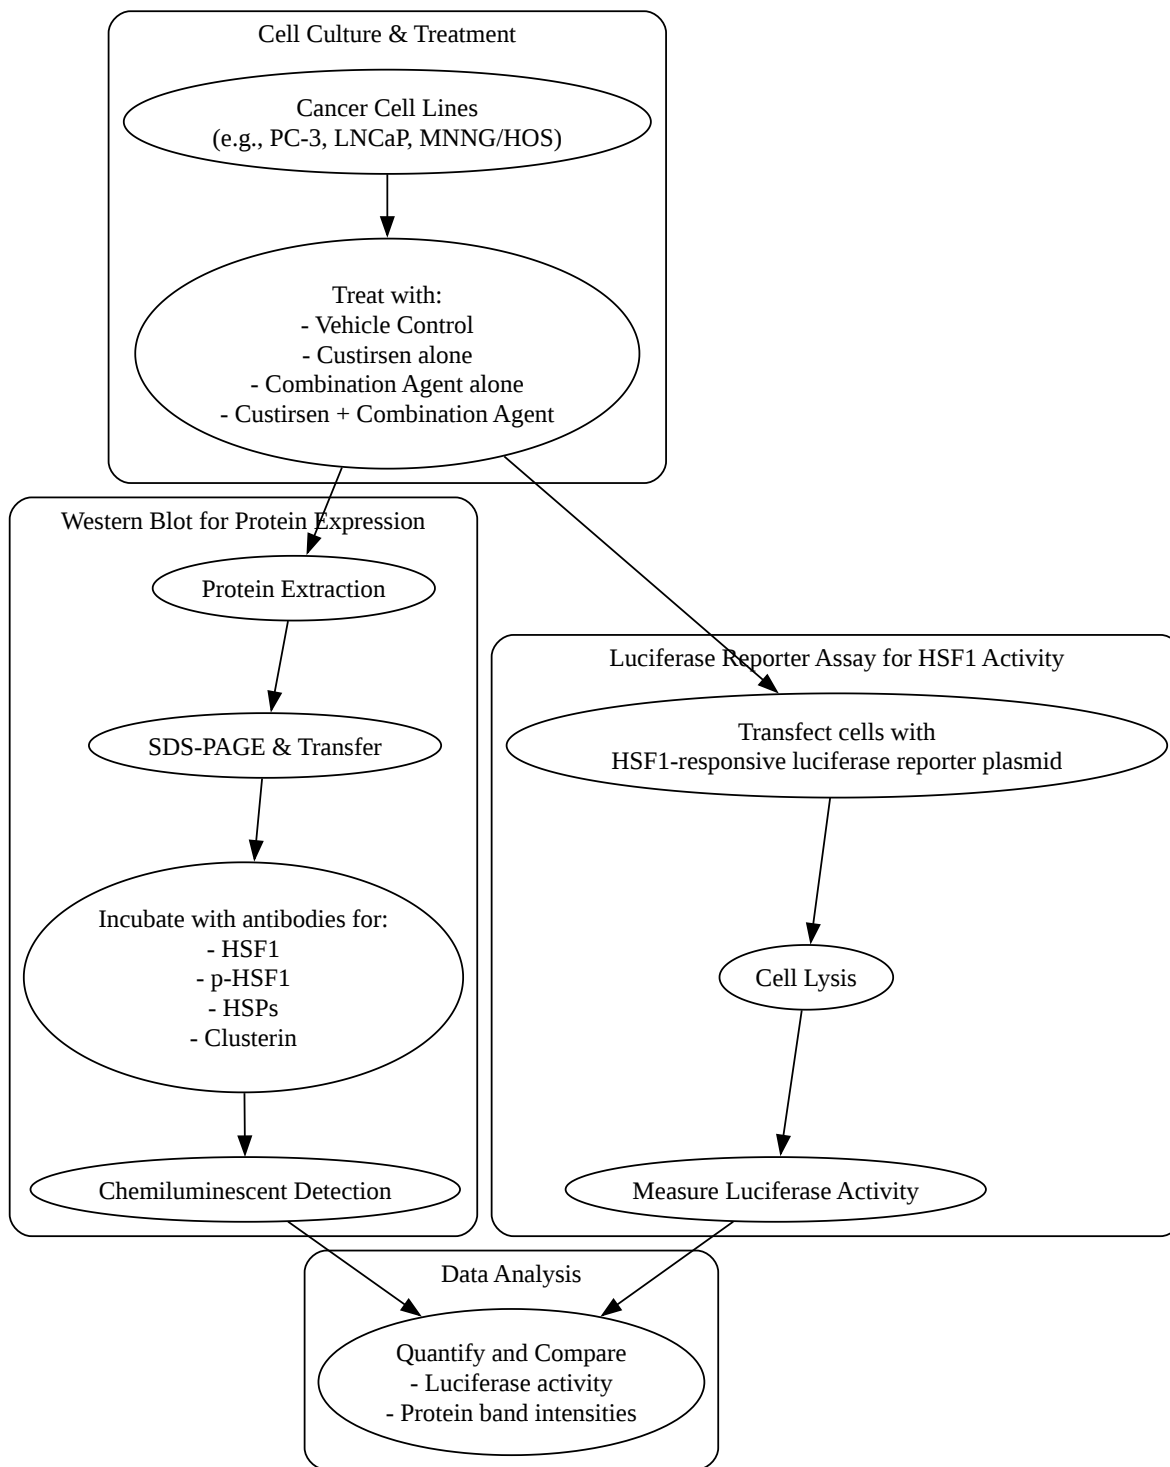 Cell Culture & Treatment
Cancer Cell Lines
(e.g., PC-3, LNCaP, MNNG/HOS)
Treat with:
- Vehicle Control
- Custirsen alone
- Combination Agent alone
- Custirsen + Combination Agent
Western Blot for Protein Expression
Protein Extraction
SDS-PAGE & Transfer
Incubate with antibodies for:
- HSF1
- p-HSF1
- HSPs
- Clusterin
Chemiluminescent Detection
Luciferase Reporter Assay for HSF1 Activity
Transfect cells with
HSF1-responsive luciferase reporter plasmid
Cell Lysis
Measure Luciferase Activity
Data Analysis
Quantify and Compare
- Luciferase activity
- Protein band intensities